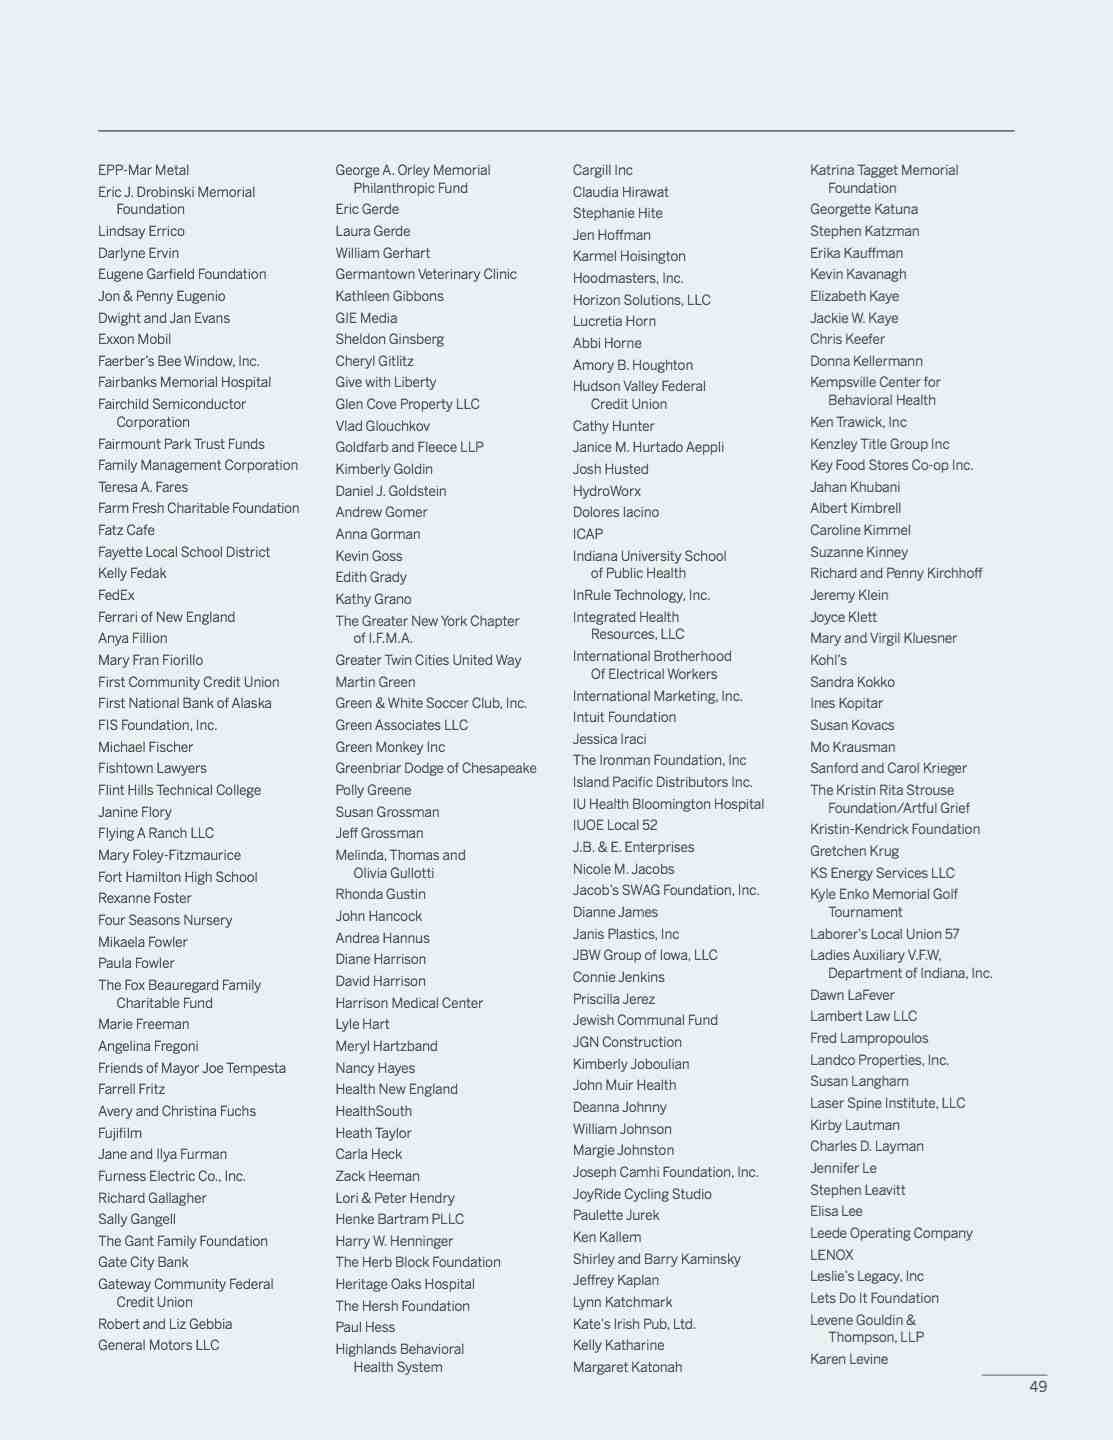 EPP-Mar Metal
Eric J. Drobinski Memorial
Foundation
Lindsay Errico
Darlyne Ervin
Eugene Garfield Foundation
Jon & Penny Eugenio
Dwight and Jan Evans
Exxon Mobil
Faerber's Bee Window, Inc.
Fairbanks Memorial Hospital
Fairchild Semiconductor
Corporation
Fairmount Park Trust Funds
Family Management Corporation
Teresa A. Fares
Farm Fresh Charitable Foundation
Fatz Cafe
Fayette Local School District
Kelly Fedak
FedEx
Ferrari of New England
Anya Fillion
Mary Fran Fiorillo
First Community Credit Union
First National Bank of Alaska
FIS Foundation, Inc.
Michael Fischer
Fishtown Lawyers
Flint Hills Technical College
Janine Flory
Flying A Ranch LLC
Mary Foley-Fitzmaurice
Fort Hamilton High School
Rexanne Foster
Four Seasons Nursery
Mikaela Fowler
Paula Fowler
The Fox Beauregard Family
Charitable Fund
Marie Freeman
Angelina Fregoni
Friends of Mayor Joe Tempesta
Farrell Fritz
Avery and Christina Fuchs
Fujifilm
Jane and Ilya Furman
Furness Electric Co., Inc.
Richard Gallagher
Sally Gangell
The Gant Family Foundation
Gate City Bank
Gateway Community Federal
Credit Union
Robert and Liz Gebbia
General Motors LLC
George A. Orley Memorial
Philanthropic Fund
Eric Gerde
Laura Gerde
William Gerhart
Germantown Veterinary Clinic
Kathleen Gibbons
GIE Media
Sheldon Ginsberg
Cheryl Gitlitz
Give with Liberty
Glen Cove Property LLC
Vlad Glouchkov
Goldfarb and Fleece LLP
Kimberly Goldin
Daniel J. Goldstein
Andrew Gomer
Anna Gorman
Kevin Goss
Edith Grady
Kathy Grano
The Greater New York Chapter
of I.F.M.A.
Greater Twin Cities United Way
Martin Green
Green & White Soccer Club, Inc.
Green Associates LLC
Green Monkey Inc
Greenbriar Dodge of Chesapeake
Polly Greene
Susan Grossman
Jeff Grossman
Melinda, Thomas and
Olivia Gullotti
Rhonda Gustin
John Hancock
Andrea Hannus
Diane Harrison
David Harrison
Harrison Medical Center
Lyle Hart
Meryl Hartzband
Nancy Hayes
Health New England
HealthSouth
Heath Taylor
Carla Heck
Zack Heeman
Lori & Peter Hendry
Henke Bartram PLLC
Harry W. Henninger
The Herb Block Foundation
Heritage Oaks Hospital
The Hersh Foundation
Paul Hess
Highlands Behavioral
Health System
Cargill Inc
Claudia Hirawat
Stephanie Hite
Jen Hoffman
Karmel Hoisington
Hoodmasters, Inc.
Horizon Solutions, LLC
Lucretia Horn
Abbi Horne
Amory B. Houghton
Hudson Valley Federal
Credit Union
Cathy Hunter
Janice M. Hurtado Aeppli
Josh Husted
HydroWorx
Dolores Iacino
ICAP
Indiana University School
of Public Health
InRule Technology, Inc.
Integrated Health
Resources, LLC
International Brotherhood
Of Electrical Workers
International Marketing, Inc.
Intuit Foundation
Jessica Iraci
The Ironman Foundation, Inc
Island Pacific Distributors Inc.
IU Health Bloomington Hospital
IUOE Local 52
J.B. & E. Enterprises
Nicole M. Jacobs
Jacob's SWAG Foundation, Inc.
Dianne James
Janis Plastics, Inc
JBW Group of Iowa, LLC
Connie Jenkins
Priscilla Jerez
Jewish Communal Fund
JGN Construction
Kimberly Joboulian
John Muir Health
Deanna Johnny
William Johnson
Margie Johnston
Joseph Camhi Foundation, Inc.
JoyRide Cycling Studio
Paulette Jurek
Ken Kallem
Shirley and Barry Kaminsky
Jeffrey Kaplan
Lynn Katchmark
Kate's Irish Pub, Ltd.
Kelly Katharine
Margaret Katonah
Katrina Tagget Memorial
Foundation
Georgette Katuna
Stephen Katzman
Erika Kauffman
Kevin Kavanagh
Elizabeth Kaye
Jackie W. Kaye
Chris Keefer
Donna Kellermann
Kempsville Center for
Behavioral Health
Ken Trawick, Inc
Kenzley Title Group Inc
Key Food Stores Co-op Inc.
Jahan Khubani
Albert Kimbrell
Caroline Kimmel
Suzanne Kinney
Richard and Penny Kirchhoff
Jeremy Klein
Joyce Klett
Mary and Virgil Kluesner
Kohl's
Sandra Kokko
Ines Kopitar
Susan Kovacs
Mo Krausman
Sanford and Carol Krieger
The Kristin Rita Strouse
Foundation/Artful Grief
Kristin-Kendrick Foundation
Gretchen Krug
KS Energy Services LLC
Kyle Enko Memorial Golf
Tournament
Laborer's Local Union 57
Ladies Auxiliary V.F.W,
Department of Indiana, Inc.
Dawn LaFever
Lambert Law LLC
Fred Lampropoulos
Landco Properties, Inc.
Susan Langham
Laser Spine Institute, LLC
Kirby Lautman
Charles D. Layman
Jennifer Le
Stephen Leavitt
Elisa Lee
Leede Operating Company
LENOX
Leslie's Legacy, Inc
Lets Do It Foundation
Levene Gouldin &
Thompson, LLP
Karen Levine
49